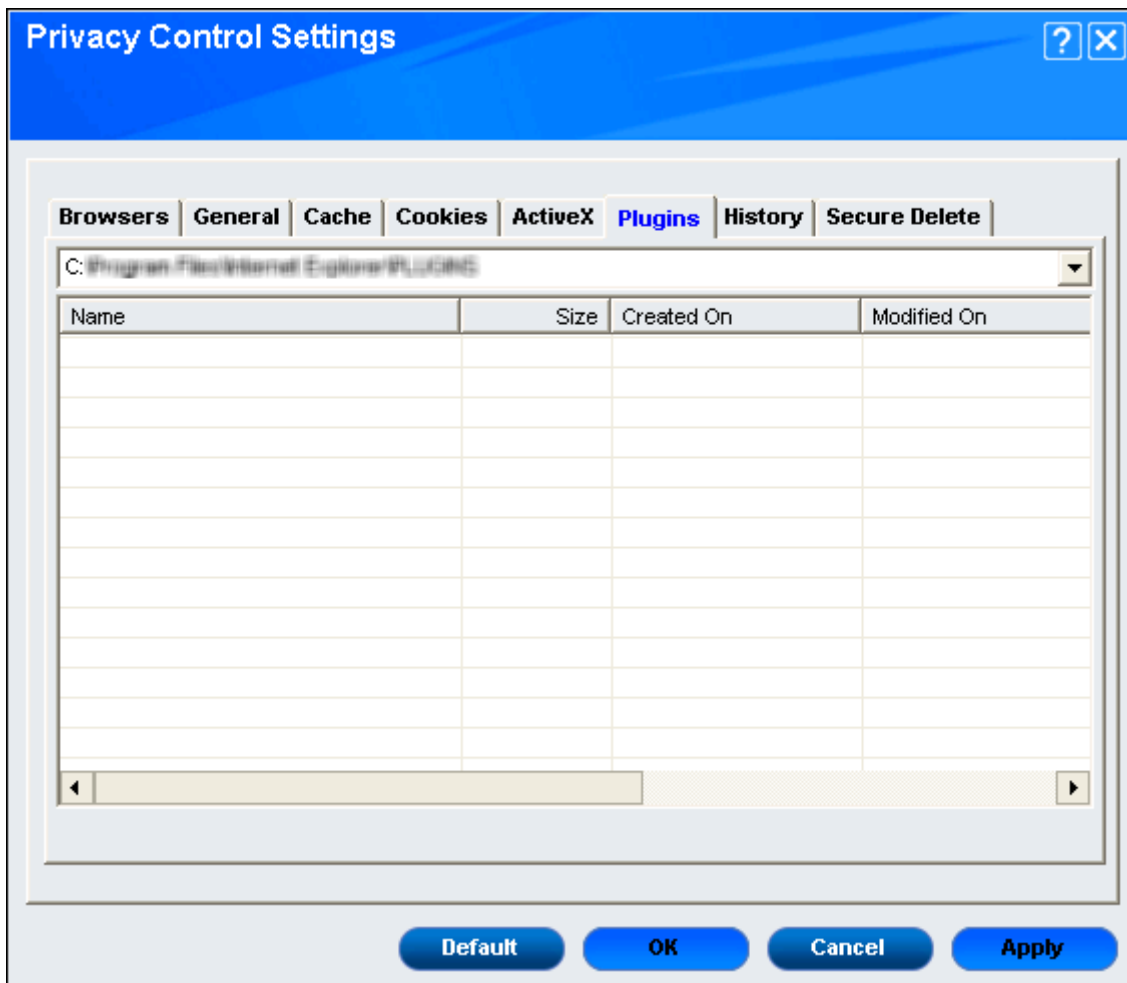 Privacy Control Settings
Browsers General Cache Cookies ActiveX Plugins History Secure Delete
C:
Name Size Created On Modified On
Default OK Cancel Apply